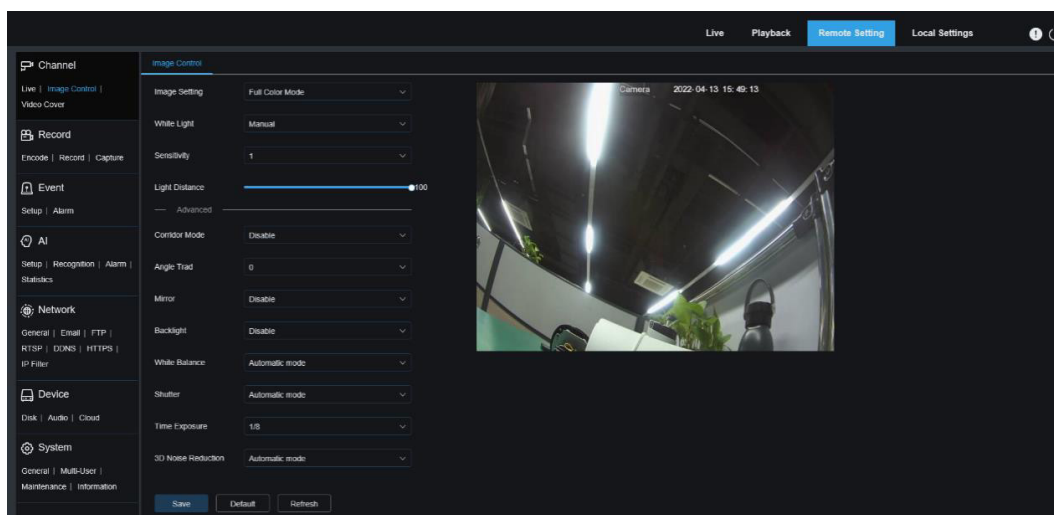 Live Playback Remote Setting Local Settings
Channel
Live | Image Control |
Video Cover
Record
Encode | Record | Capture
Event
Setup | Alarm
AI
Setup | Recognition | Alarm |
Statistics
Network
General | Email | FTP |
RTSP | DDNS | HTTPS |
IP Filter
Device
Disk | Audio | Cloud
System
General | Multi-User |
Maintenance | Information
Image Control
Image Setting Full Color Mode
White Light Manual
Sensitivity 1
Light Distance 100
Advanced
Corridor Mode Disable
Angle Trad 0
Mirror Disable
Backlight Disable
White Balance Automatic mode
Shutter Automatic mode
Time Exposure 1/8
3D Noise Reduction Automatic mode
Save Default Refresh
Camera 2022-04-13 15:49:13